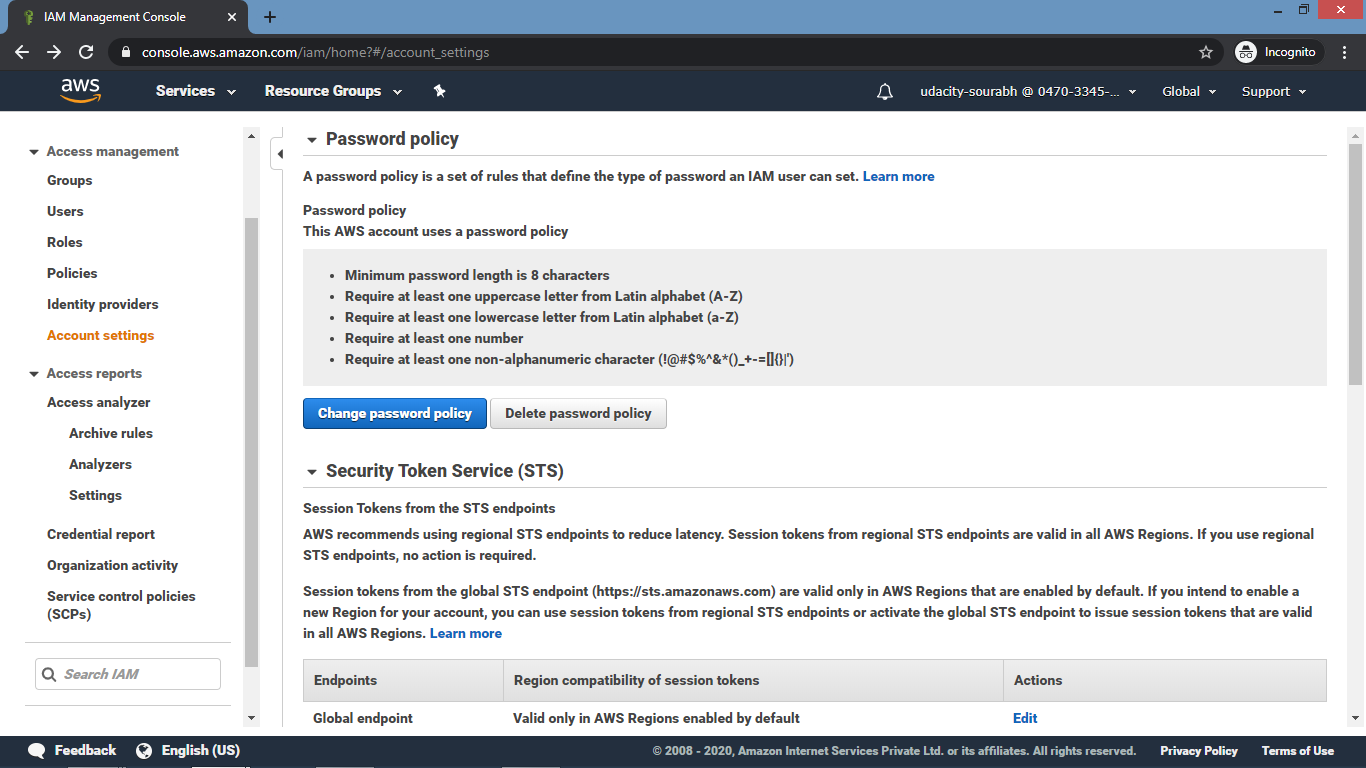 IAM Management Console
console.aws.amazon.com/iam/home?#/account_settings
Incognito
aws
Services
Resource Groups
udacity-sourabh @ 0470-3345-...
Global
Support
Access management
Groups
Users
Roles
Policies
Identity providers
Account settings
Access reports
Access analyzer
Archive rules
Analyzers
Settings
Credential report
Organization activity
Service control policies
(SCPs)
Search IAM
Password policy
A password policy is a set of rules that define the type of password an IAM user can set. Learn more
Password policy
This AWS account uses a password policy
• Minimum password length is 8 characters
• Require at least one uppercase letter from Latin alphabet (A-Z)
• Require at least one lowercase letter from Latin alphabet (a-Z)
• Require at least one number
• Require at least one non-alphanumeric character (!@#$%^&*()_+-=[]{}|')
Change password policy
Delete password policy
Security Token Service (STS)
Session Tokens from the STS endpoints
AWS recommends using regional STS endpoints to reduce latency. Session tokens from regional STS endpoints are valid in all AWS Regions. If you use regional
STS endpoints, no action is required.
Session tokens from the global STS endpoint (https://sts.amazonaws.com) are valid only in AWS Regions that are enabled by default. If you intend to enable a
new Region for your account, you can use session tokens from regional STS endpoints or activate the global STS endpoint to issue session tokens that are valid
in all AWS Regions. Learn more
Endpoints
Region compatibility of session tokens
Actions
Global endpoint
Valid only in AWS Regions enabled by default
Edit
Feedback
English (US)
© 2008 - 2020, Amazon Internet Services Private Ltd. or its affiliates. All rights reserved.
Privacy Policy
Terms of Use